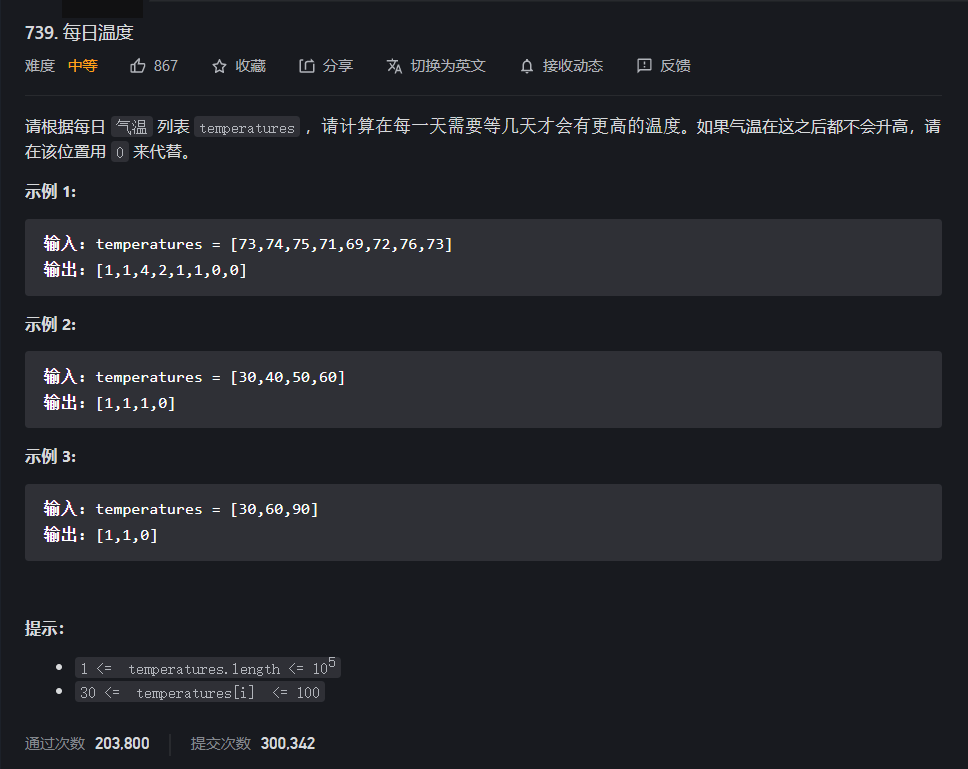 739. 每日温度
难度 中等 867 收藏 分享 切换为英文 接收动态 反馈
请根据每日 气温 列表 temperatures ，请计算在每一天需要等几天才会有更高的温度。如果气温在这之后都不会升高，请
在该位置用 0 来代替。
示例 1:
输入: temperatures = [73,74,75,71,69,72,76,73]
输出: [1,1,4,2,1,1,0,0]
示例 2:
输入: temperatures = [30,40,50,60]
输出: [1,1,1,0]
示例 3:
输入: temperatures = [30,60,90]
输出: [1,1,0]
提示：
1 <= temperatures.length <= 10⁵
30 <= temperatures[i] <= 100
通过次数 203,800 提交次数 300,342